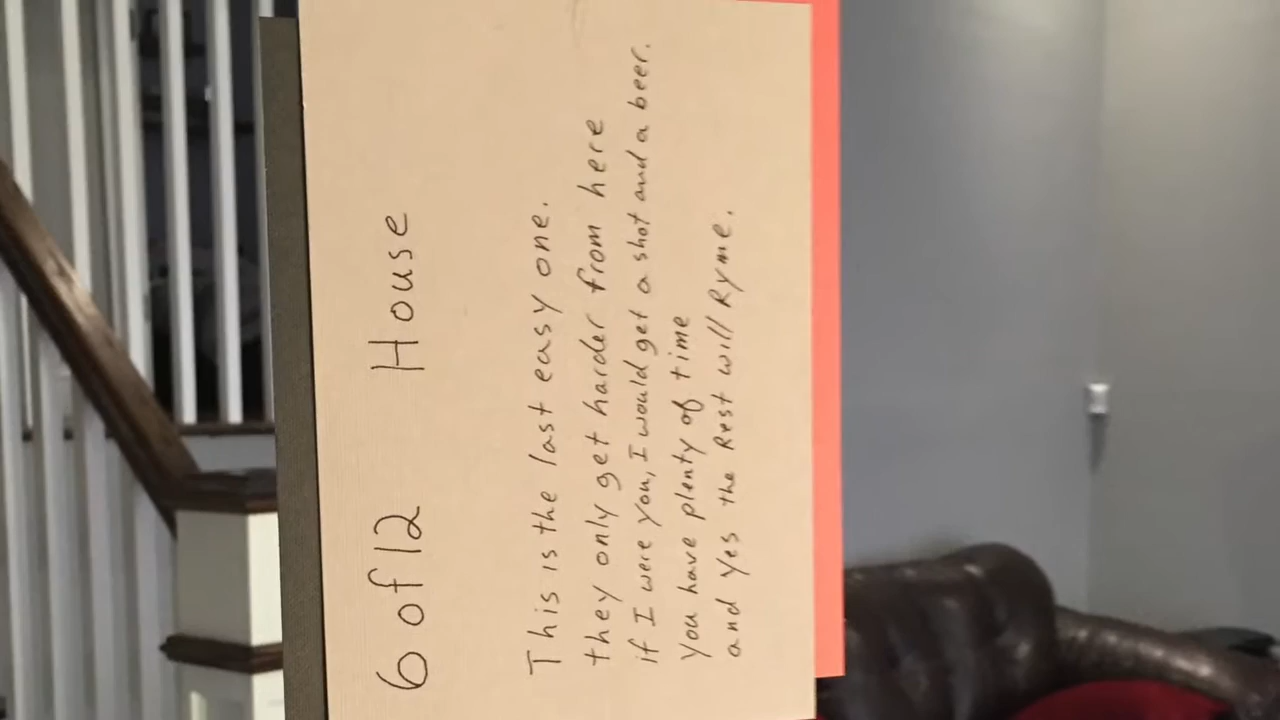 6 of 12 House
This is the last easy one.
they only get harder from here
if I were you, I would get a shot and a beer.
You have plenty of time
and yes the Rest will Ryme.